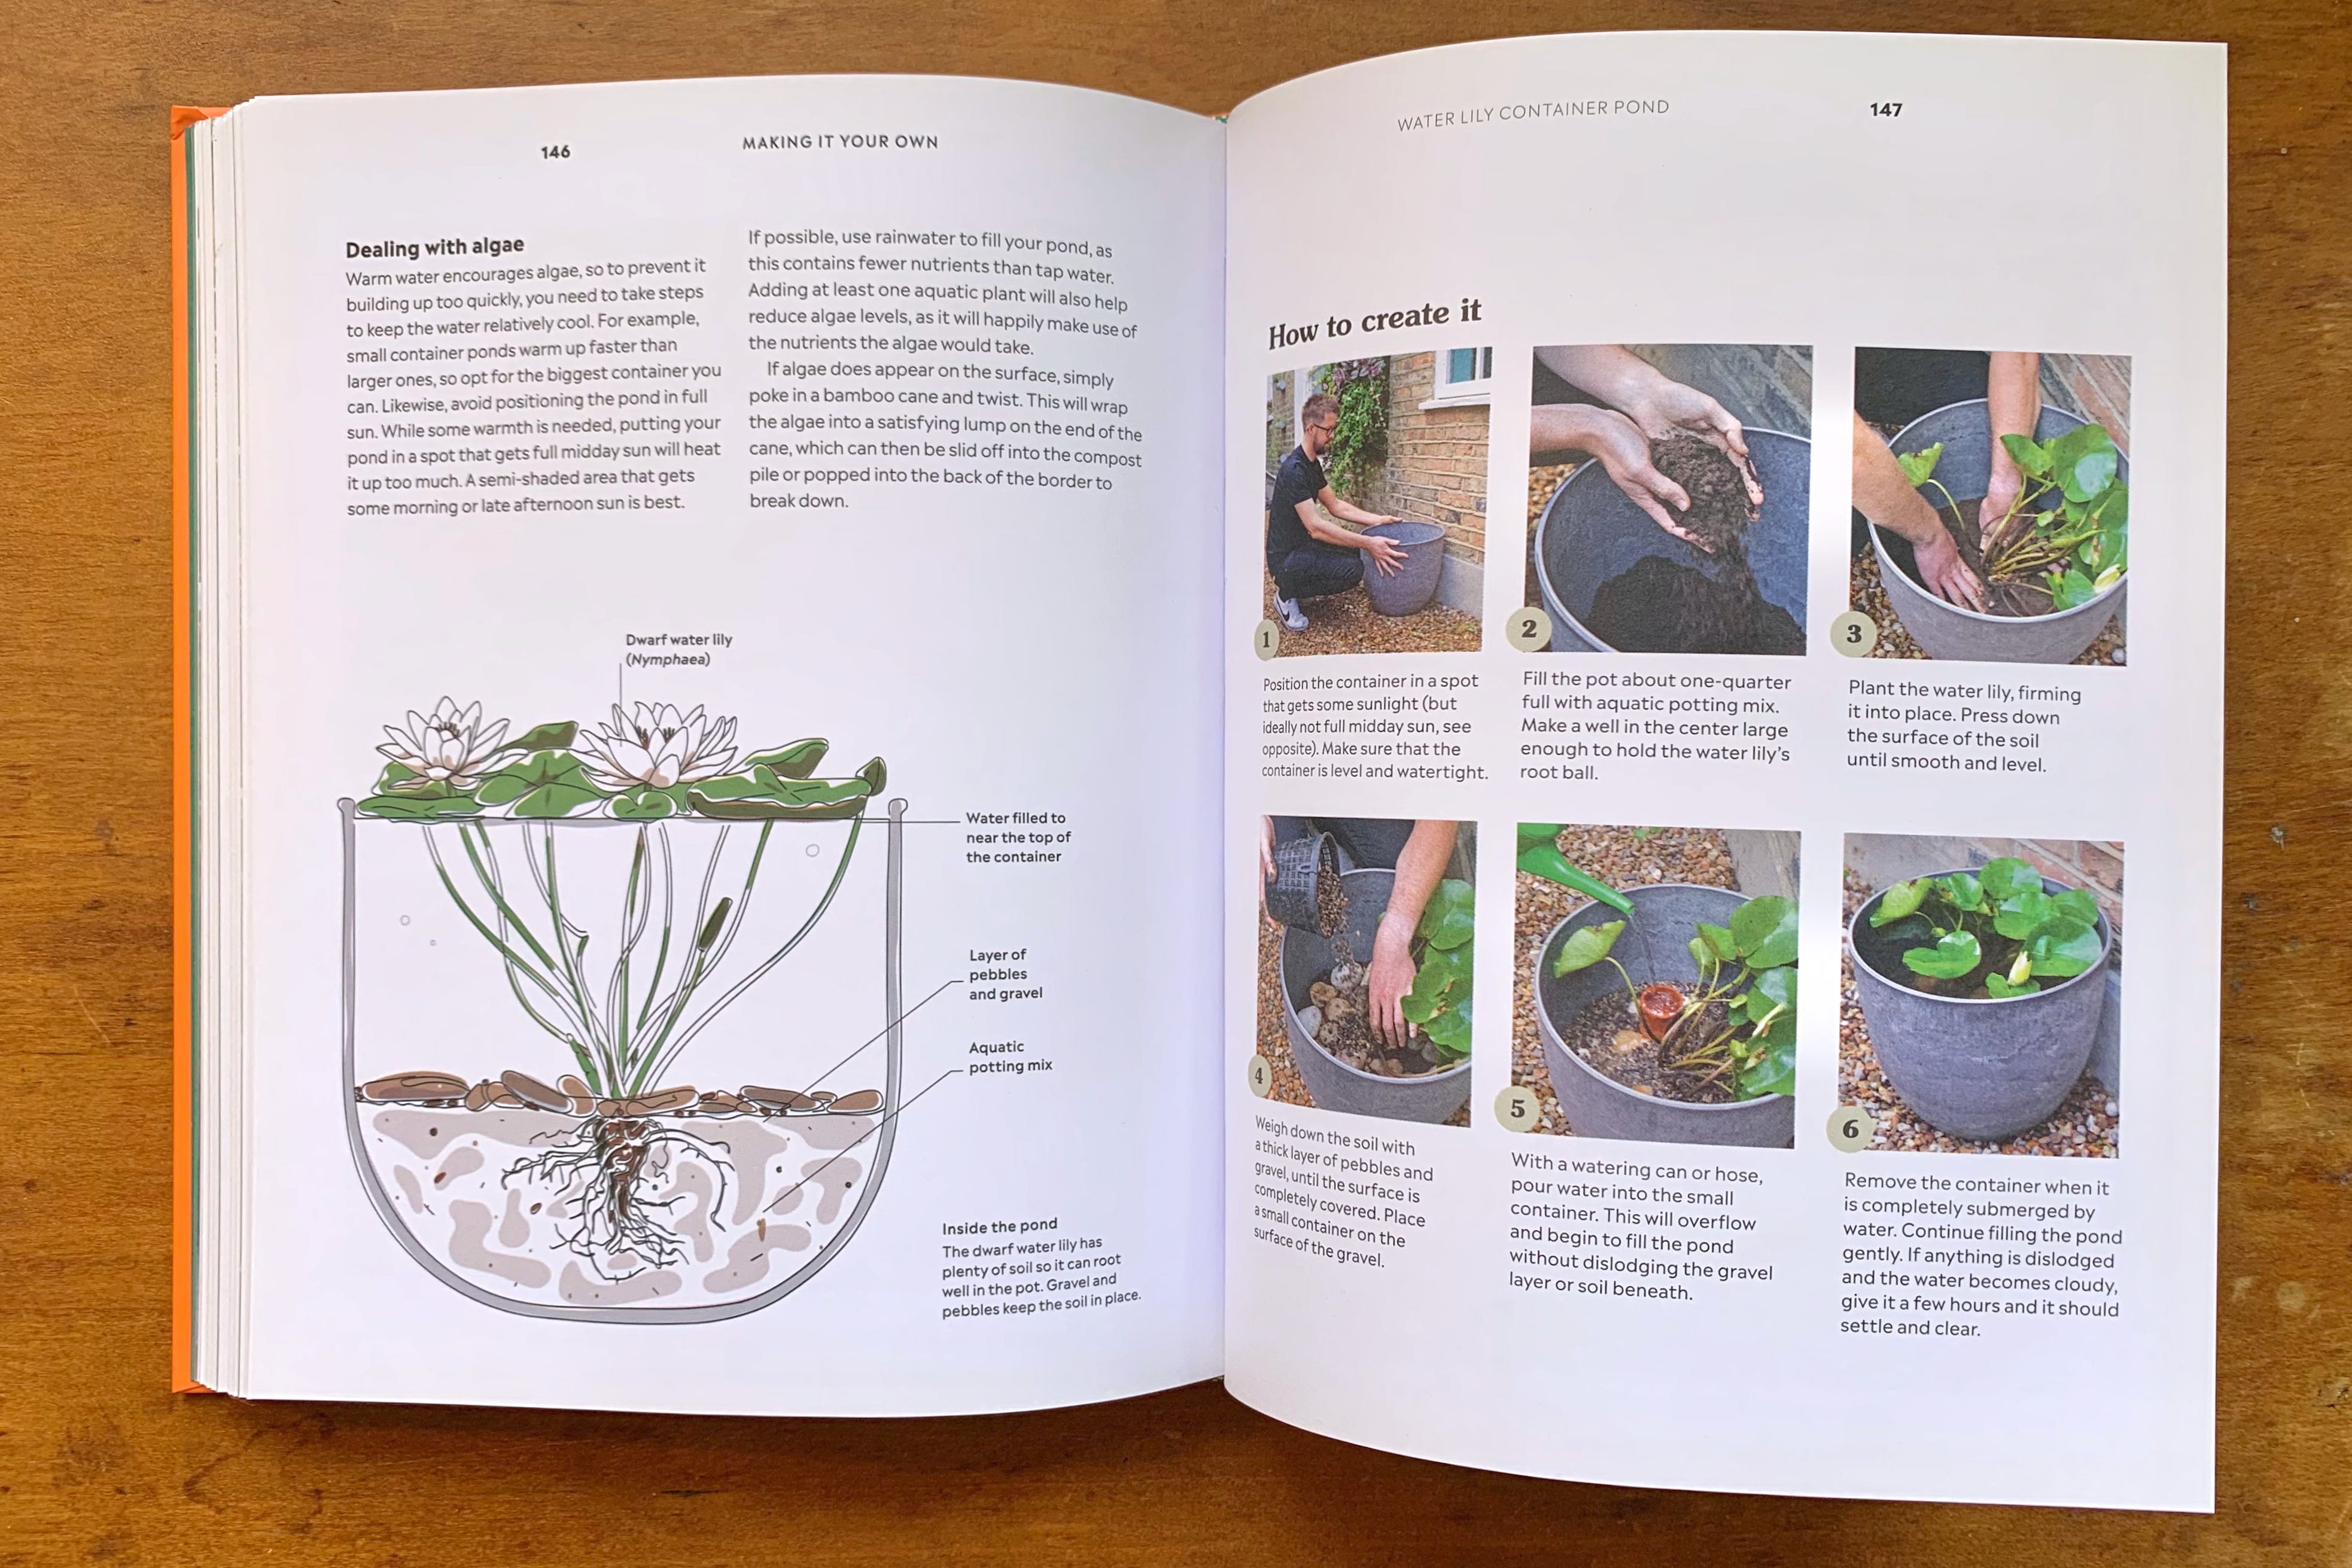 146
MAKING IT YOUR OWN
Dealing with algae
Warm water encourages algae, so to prevent it
building up too quickly, you need to take steps
to keep the water relatively cool. For example,
small container ponds warm up faster than
larger ones, so opt for the biggest container you
can. Likewise, avoid positioning the pond in full
sun. While some warmth is needed, putting your
pond in a spot that gets full midday sun will heat
it up too much. A semi-shaded area that gets
some morning or late afternoon sun is best.
If possible, use rainwater to fill your pond, as
this contains fewer nutrients than tap water.
Adding at least one aquatic plant will also help
reduce algae levels, as it will happily make use of
the nutrients the algae would take.
If algae does appear on the surface, simply
poke in a bamboo cane and twist. This will wrap
the algae into a satisfying lump on the end of the
cane, which can then be slid off into the compost
pile or popped into the back of the border to
break down.
Dwarf water lily
(Nymphaea)
Water filled to
near the top of
the container
Layer of
pebbles
and gravel
Aquatic
potting mix
Inside the pond
The dwarf water lily has
plenty of soil so it can root
well in the pot. Gravel and
pebbles keep the soil in place.
WATER LILY CONTAINER POND
147
How to create it
1
Position the container in a spot
that gets some sunlight (but
ideally not full midday sun, see
opposite). Make sure that the
container is level and watertight.
2
Fill the pot about one-quarter
full with aquatic potting mix.
Make a well in the center large
enough to hold the water lily's
root ball.
3
Plant the water lily, firming
it into place. Press down
the surface of the soil
until smooth and level.
4
Weigh down the soil with
a thick layer of pebbles and
gravel, until the surface is
completely covered. Place
a small container on the
surface of the gravel.
5
With a watering can or hose,
pour water into the small
container. This will overflow
and begin to fill the pond
without dislodging the gravel
layer or soil beneath.
6
Remove the container when it
is completely submerged by
water. Continue filling the pond
gently. If anything is dislodged
and the water becomes cloudy,
give it a few hours and it should
settle and clear.